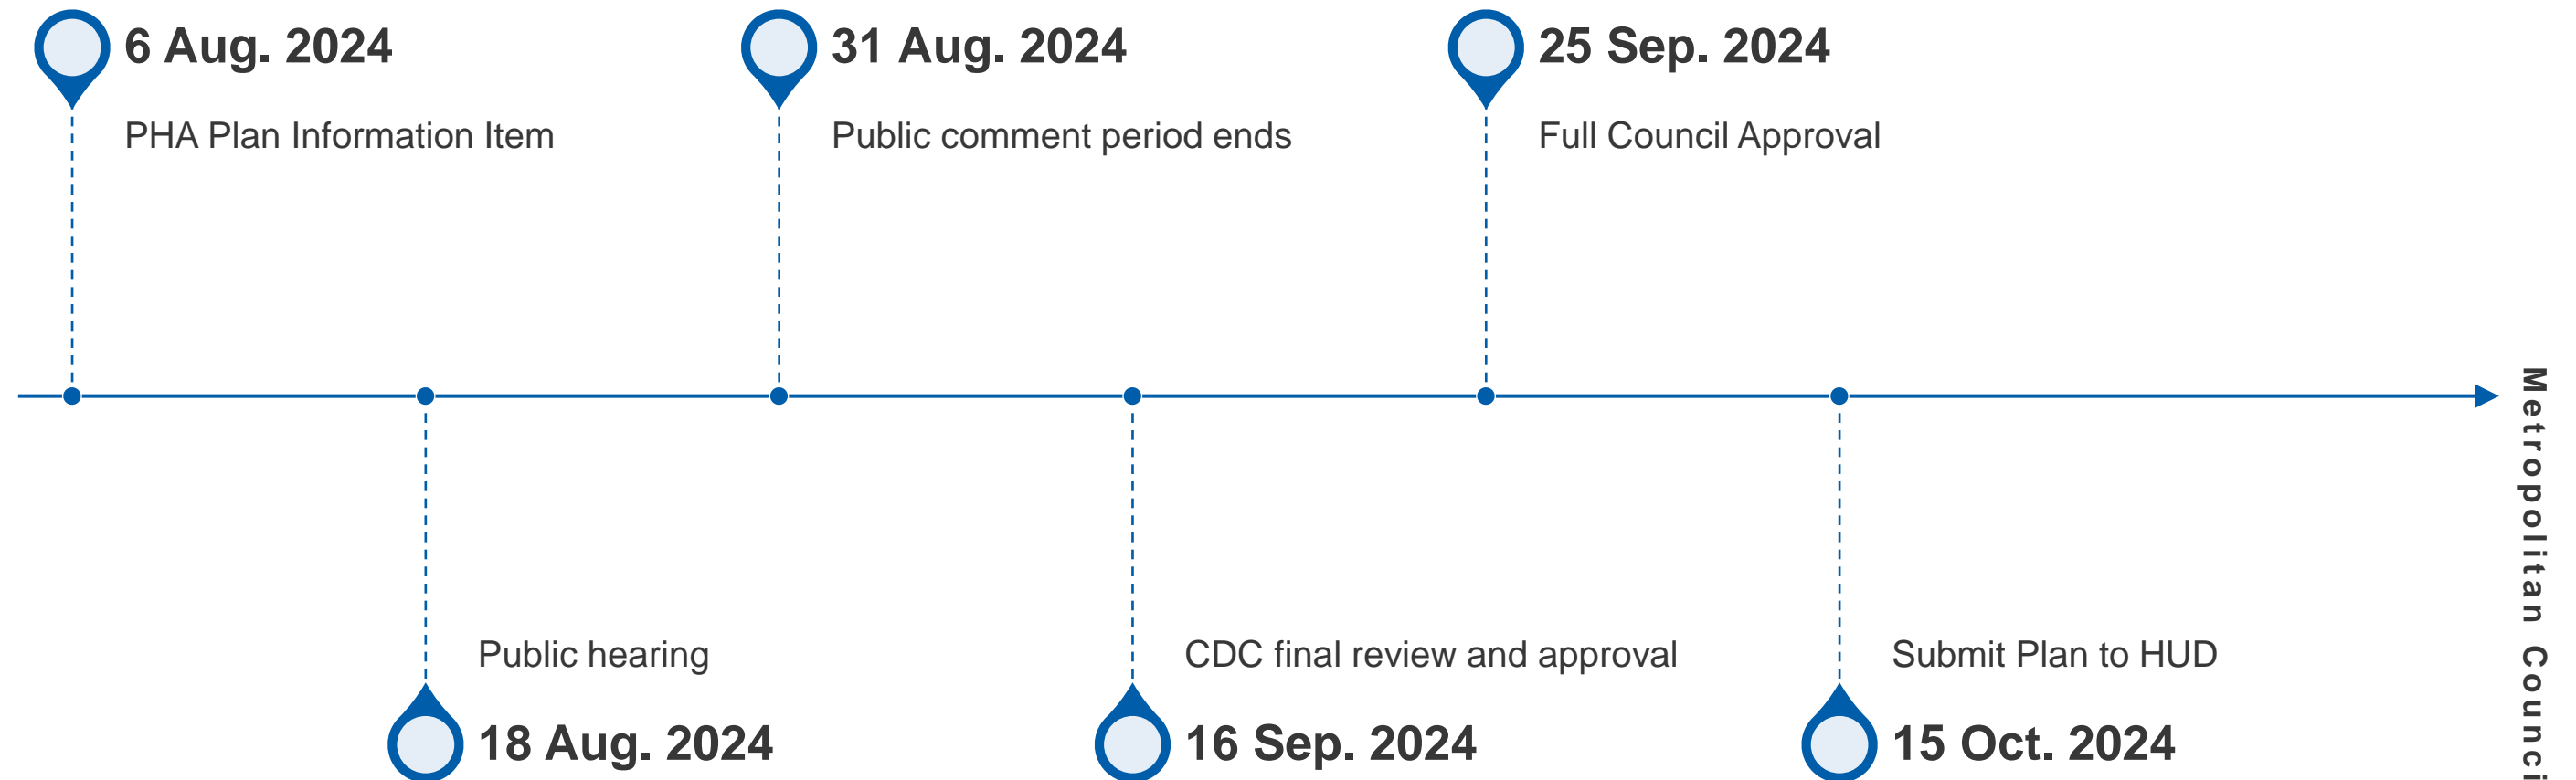 6 Aug. 2024
PHA Plan Information Item
31 Aug. 2024
Public comment period ends
25 Sep. 2024
Full Council Approval
Public hearing
18 Aug. 2024
CDC final review and approval
16 Sep. 2024
Submit Plan to HUD
15 Oct. 2024
Metropolitan Counci